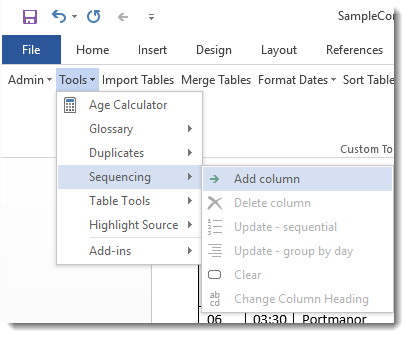 SampleCo
File Home Insert Design Layout References
Admin Tools Import Tables Merge Tables Format Dates Sort Table
Age Calculator
Glossary
Duplicates
Custom To
Sequencing
Add column
Delete column
Table Tools
Update - sequential
Highlight Source
Update - group by day
Add-ins
Clear
abcd Change Column Heading
06 03:30 Portmanor